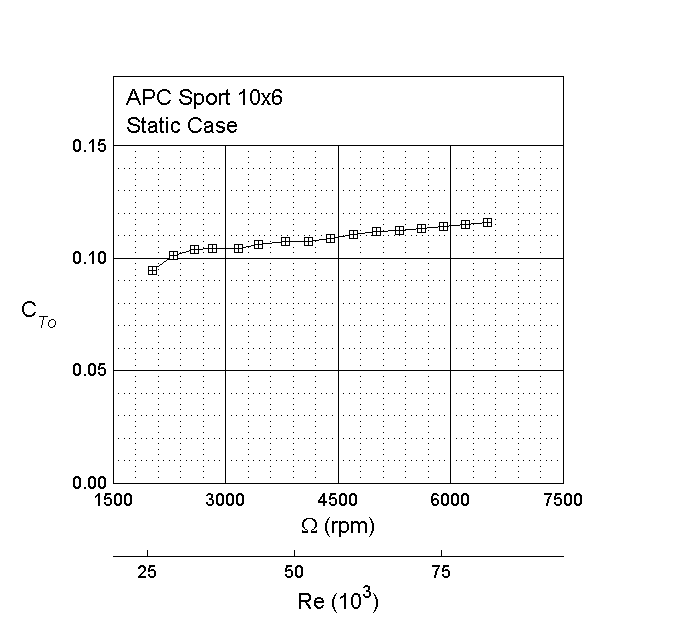 APC Sport 10x6
Static Case
0.15
0.10
C_To
0.05
0.00
1500 3000 4500 6000 7500
Ω (rpm)
25 50 75
Re (10³)